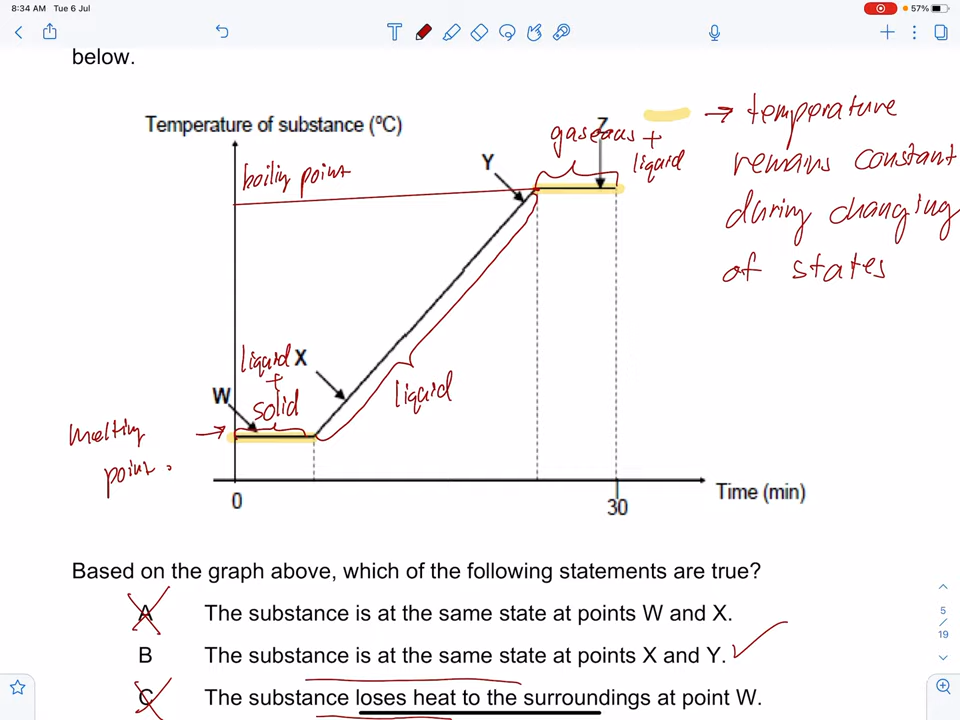 8:34 AM Tue 6 Jul
57%
below.
Temperature of substance (⁰C)
boiling point
Y
gaseous +
liquid
Z
→ temperature
remains constant
during changing
of states
liquid
+
solid
X
W
liquid
melting →
point.
0
30
Time (min)
Based on the graph above, which of the following statements are true?
A The substance is at the same state at points W and X.
B The substance is at the same state at points X and Y.
C The substance loses heat to the surroundings at point W.
5
/
19